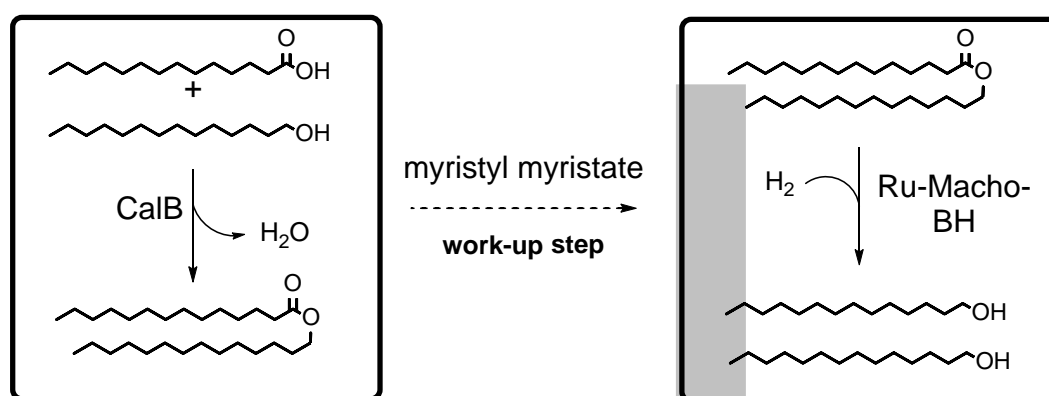 O
OH
+
OH
CalB
H₂O
O
O
myristyl myristate
work-up step
O
O
H₂
Ru-Macho-
BH
OH
OH